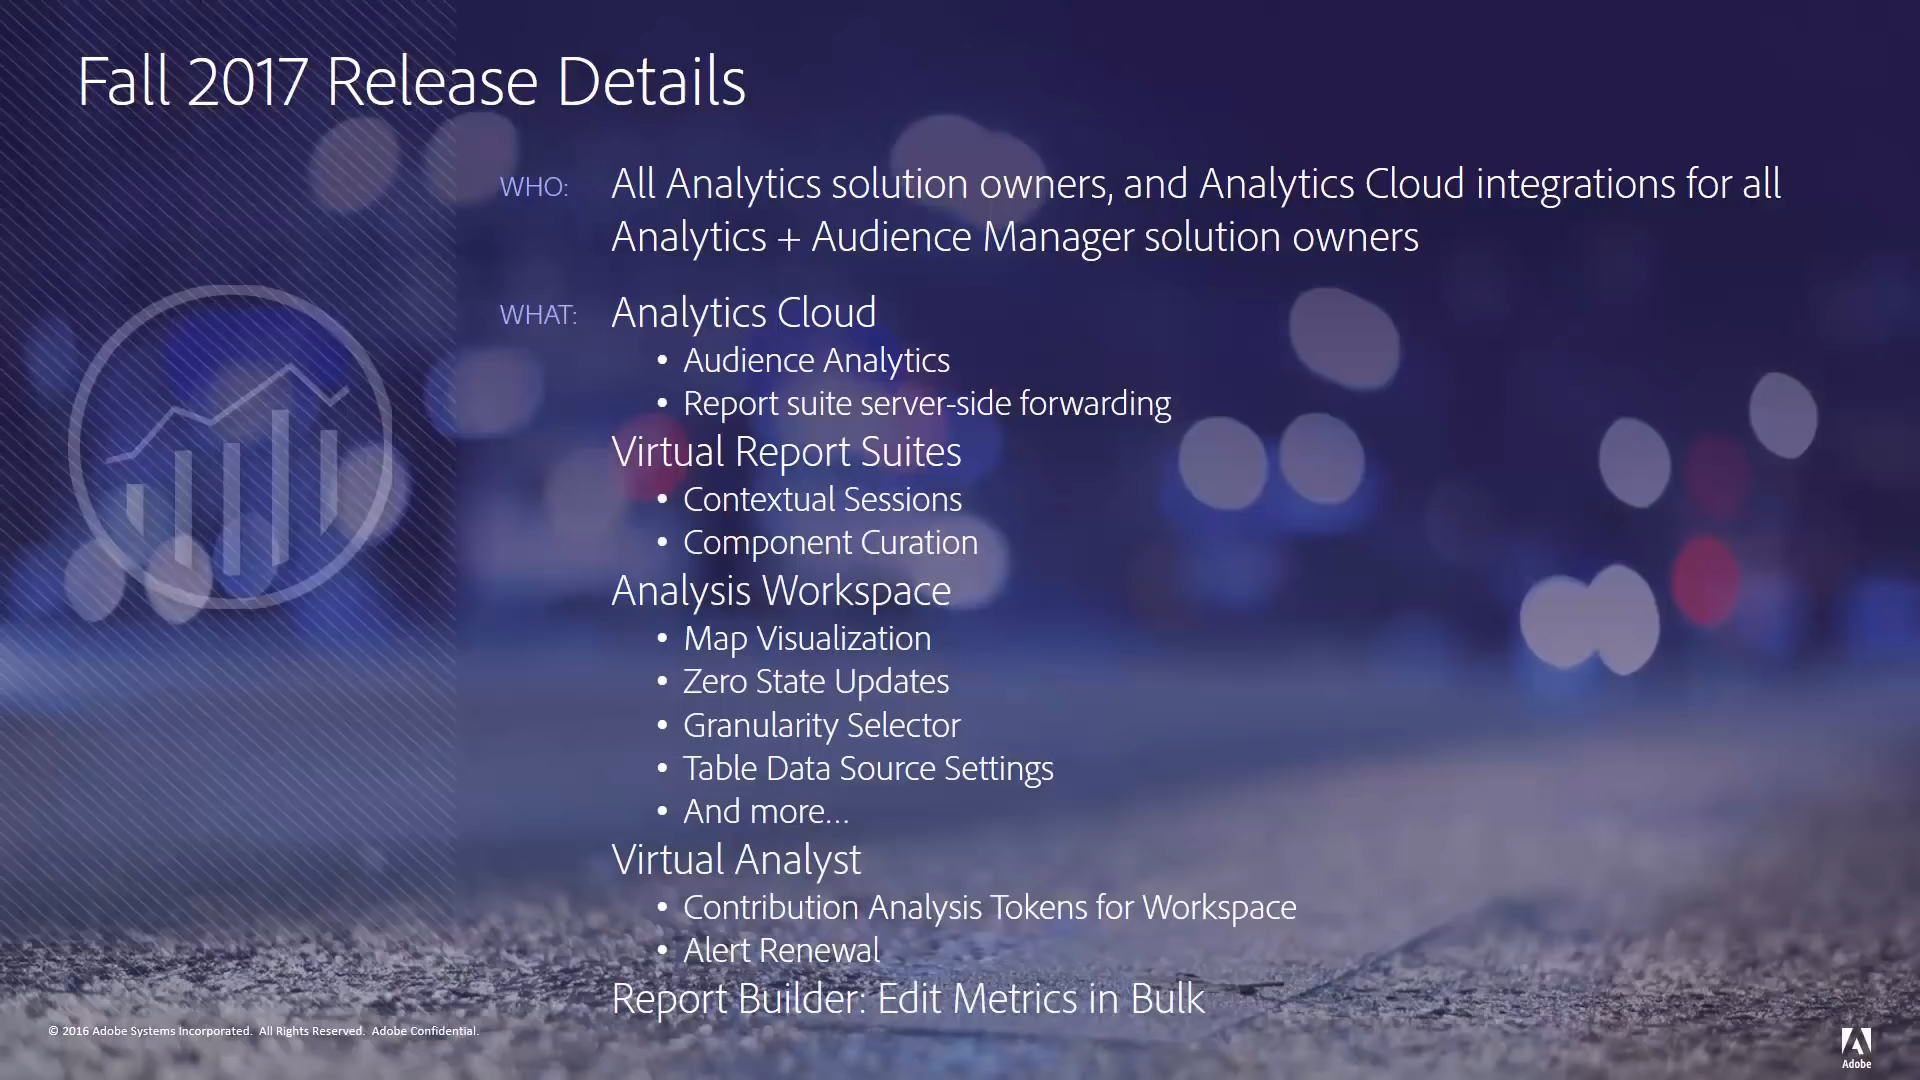 Fall 2017 Release Details
WHO: All Analytics solution owners, and Analytics Cloud integrations for all
Analytics + Audience Manager solution owners
WHAT: Analytics Cloud
• Audience Analytics
• Report suite server-side forwarding
Virtual Report Suites
• Contextual Sessions
• Component Curation
Analysis Workspace
• Map Visualization
• Zero State Updates
• Granularity Selector
• Table Data Source Settings
• And more...
Virtual Analyst
• Contribution Analysis Tokens for Workspace
• Alert Renewal
Report Builder: Edit Metrics in Bulk
© 2016 Adobe Systems Incorporated. All Rights Reserved. Adobe Confidential.
Adobe